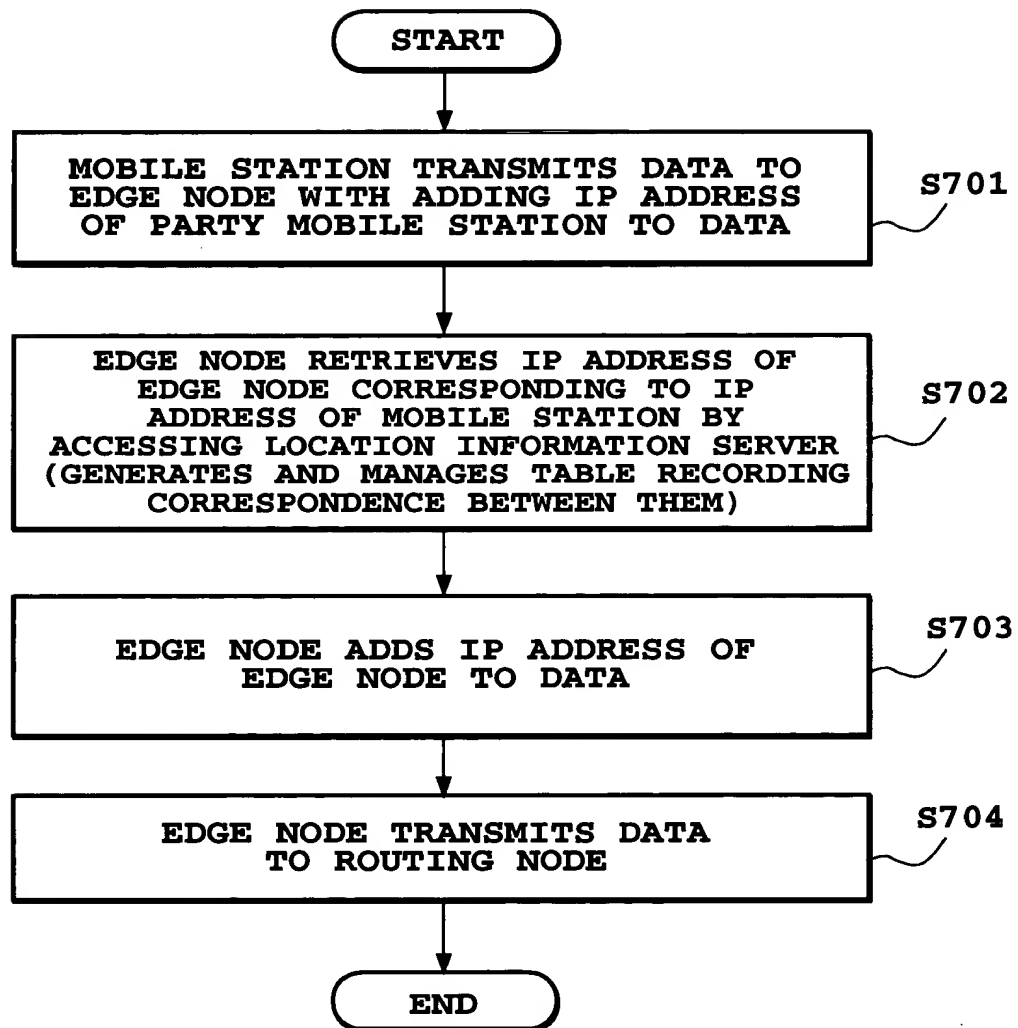 START
MOBILE STATION TRANSMITS DATA TO
EDGE NODE WITH ADDING IP ADDRESS
OF PARTY MOBILE STATION TO DATA
S701
EDGE NODE RETRIEVES IP ADDRESS OF
EDGE NODE CORRESPONDING TO IP
ADDRESS OF MOBILE STATION BY
ACCESSING LOCATION INFORMATION SERVER
(GENERATES AND MANAGES TABLE RECORDING
CORRESPONDENCE BETWEEN THEM)
S702
EDGE NODE ADDS IP ADDRESS OF
EDGE NODE TO DATA
S703
EDGE NODE TRANSMITS DATA
TO ROUTING NODE
S704
END